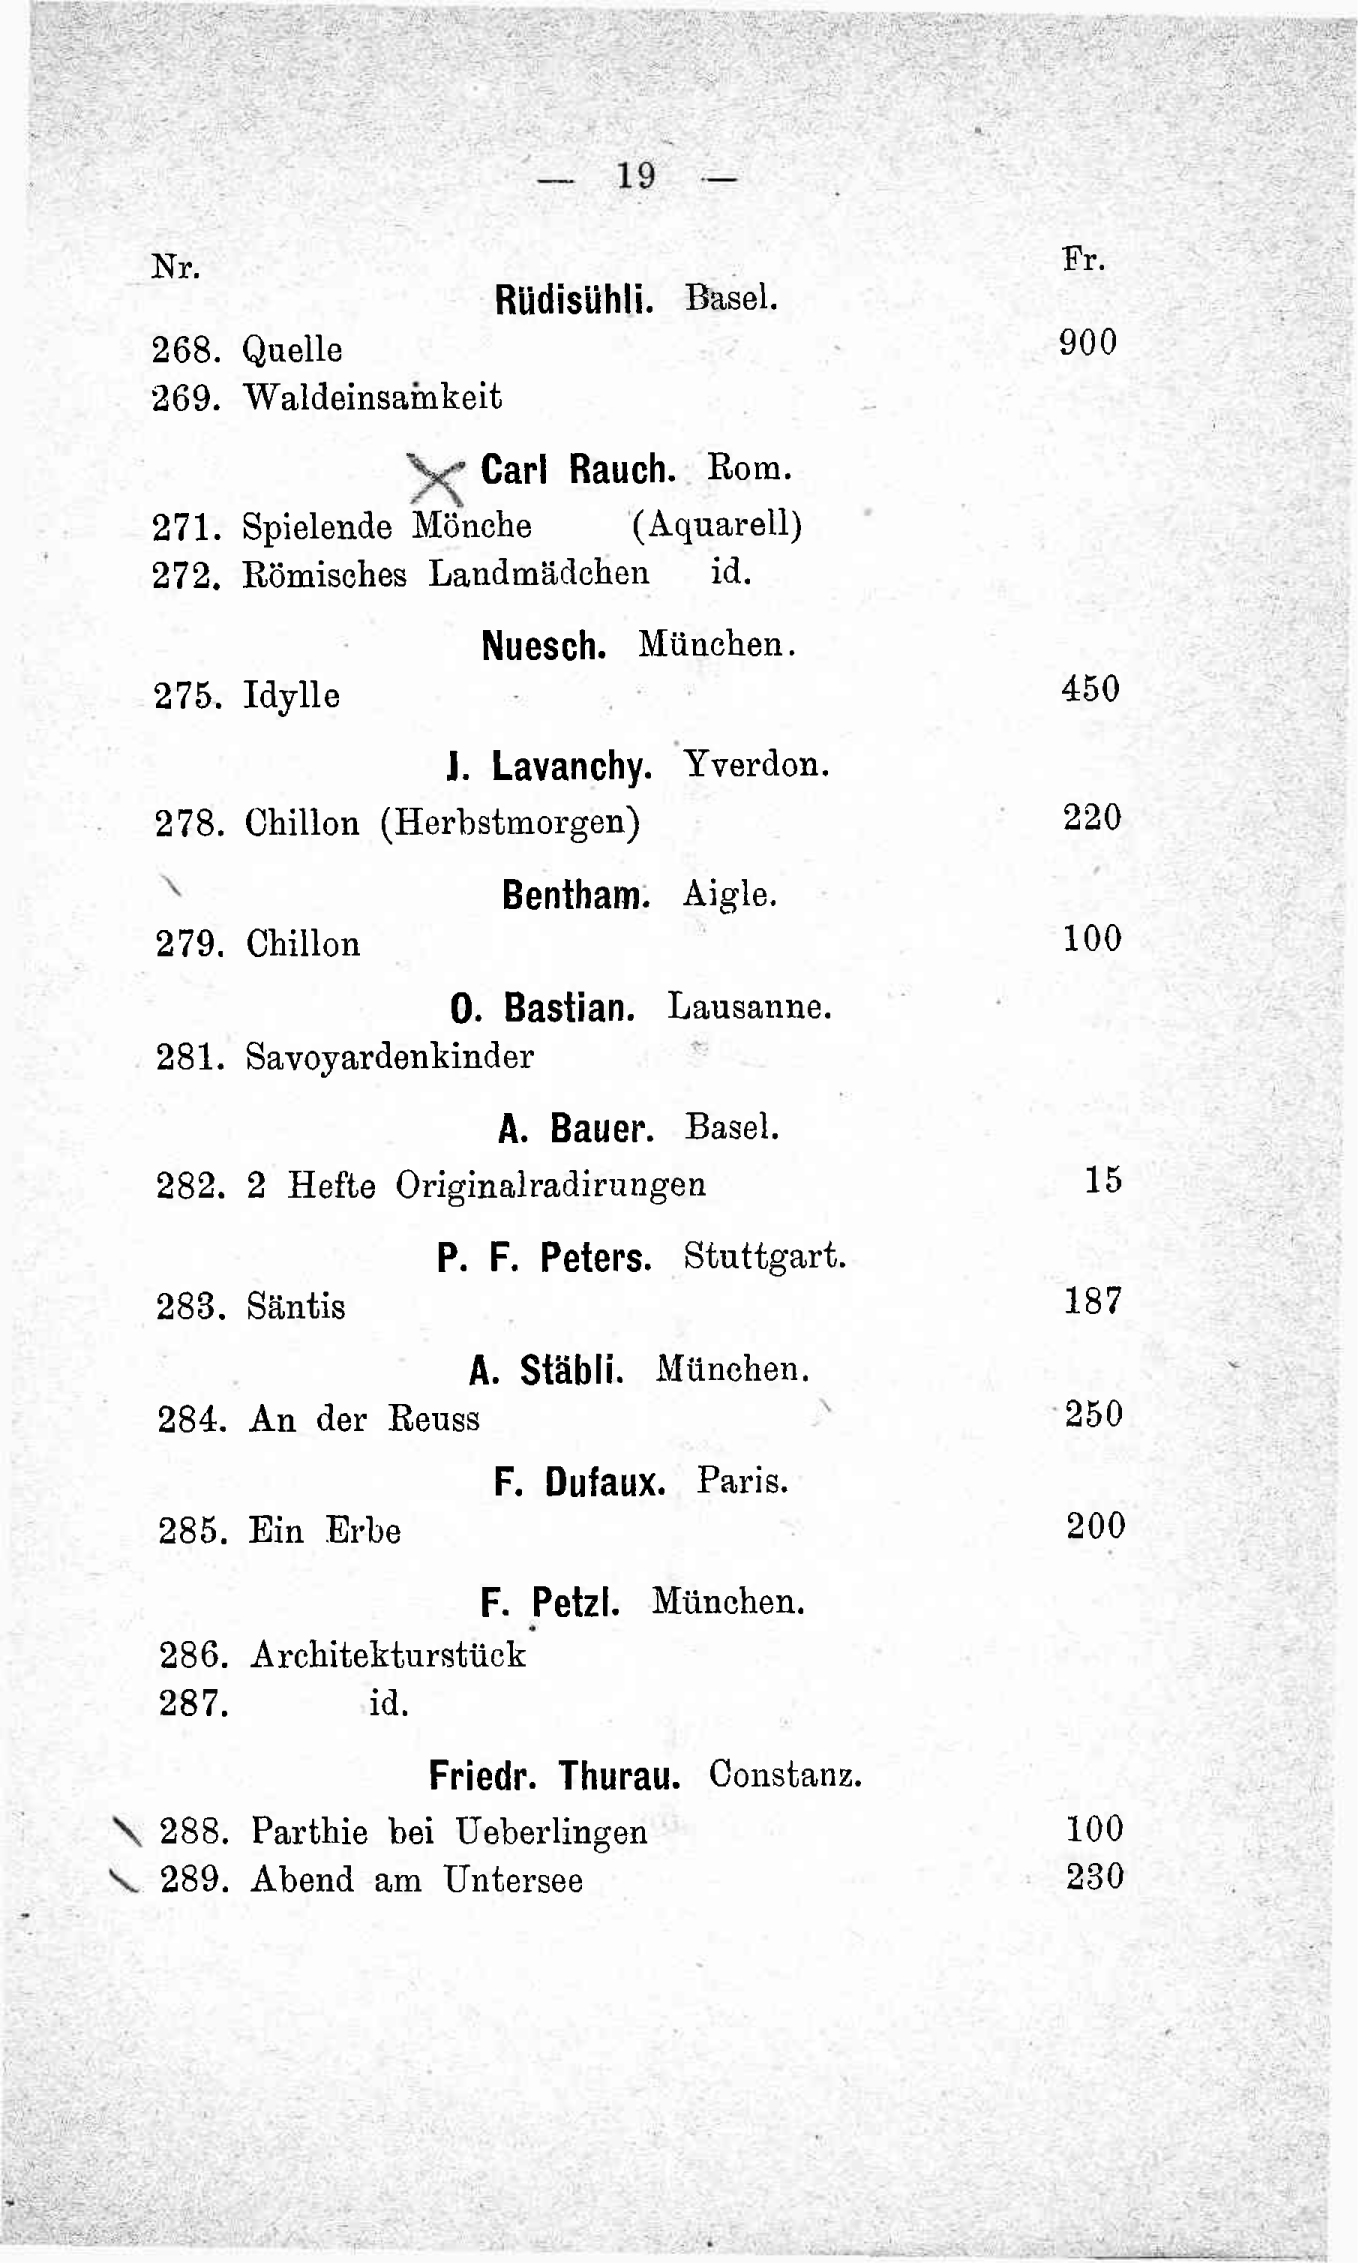 — 19 —
Nr. Fr.
Rüdisühli. Basel.
268. Quelle 900
269. Waldeinsamkeit
Carl Rauch. Rom.
271. Spielende Mönche (Aquarell)
272. Römisches Landmädchen id.
Nuesch. München.
275. Idylle 450
J. Lavanchy. Yverdon.
278. Chillon (Herbstmorgen) 220
Bentham. Aigle.
279. Chillon 100
O. Bastian. Lausanne.
281. Savoyardenkinder
A. Bauer. Basel.
282. 2 Hefte Originalradirungen 15
P. F. Peters. Stuttgart.
283. Säntis 187
A. Stäbli. München.
284. An der Reuss 250
F. Dufaux. Paris.
285. Ein Erbe 200
F. Petzl. München.
286. Architekturstück
287. id.
Friedr. Thurau. Constanz.
288. Parthie bei Ueberlingen 100
289. Abend am Untersee 230